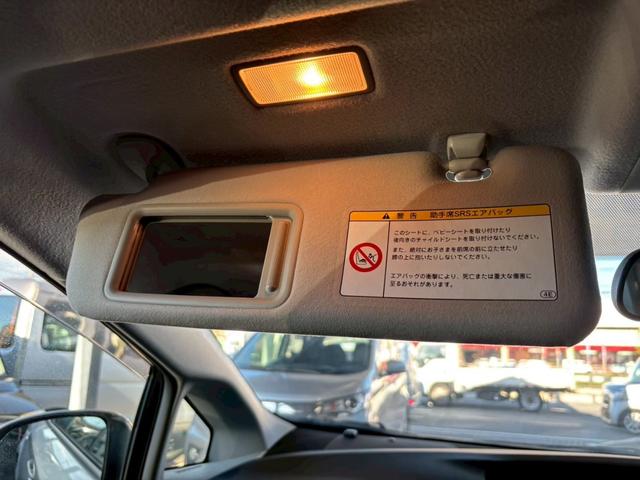 警告 助手席SRSエアバッグ
このシートに、ベビーシートを取り付けたり
後向きのチャイルドシートを取り付けないでください。
また、絶対にお子さまを前席の前に立たせたり
膝の上に抱いたりしないでください。
エアバッグの衝撃により、死亡または重大な傷害に
至るおそれがあります。
4E